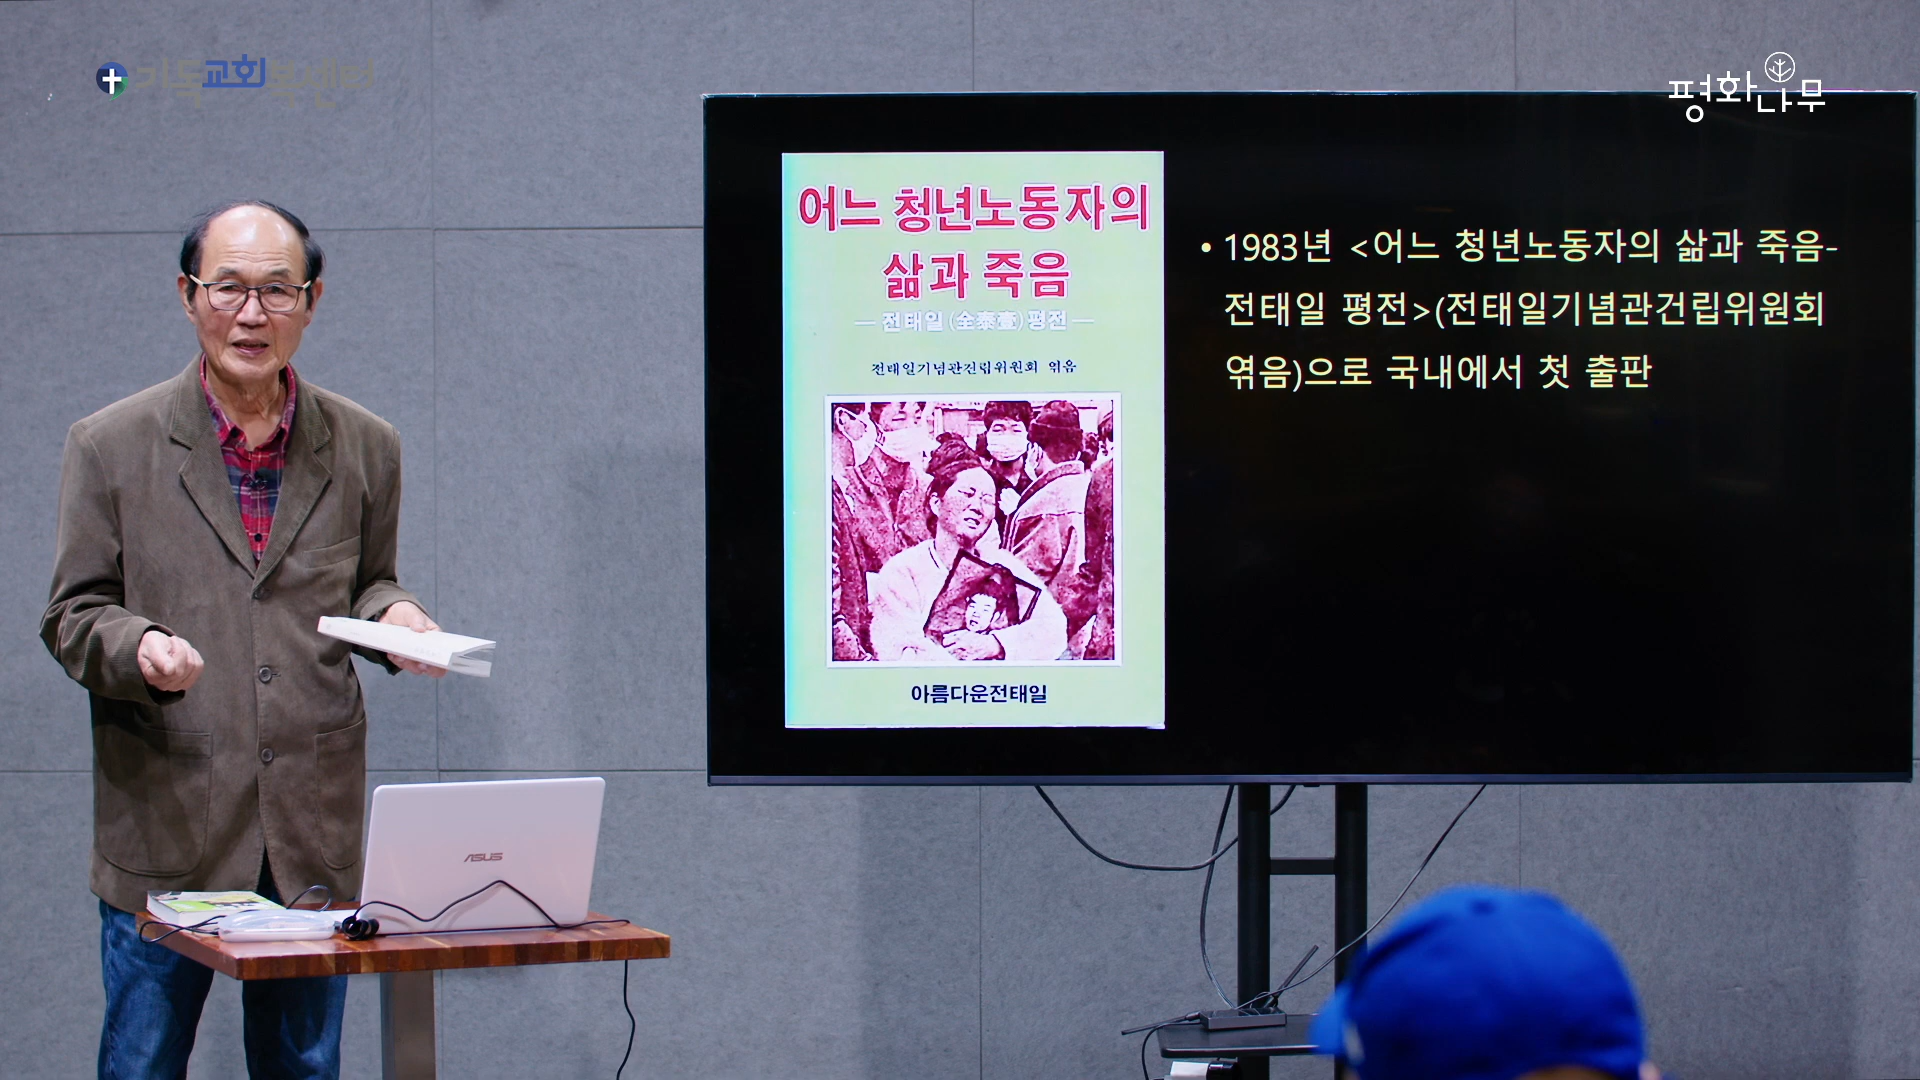 기독교회복센터
평화나무
어느 청년노동자의
삶과 죽음
— 전태일(全泰壹)평전 —
전태일기념관건립위원회 엮음
아름다운전태일
• 1983년 <어느 청년노동자의 삶과 죽음-
전태일 평전>(전태일기념관건립위원회
엮음)으로 국내에서 첫 출판
ASUS